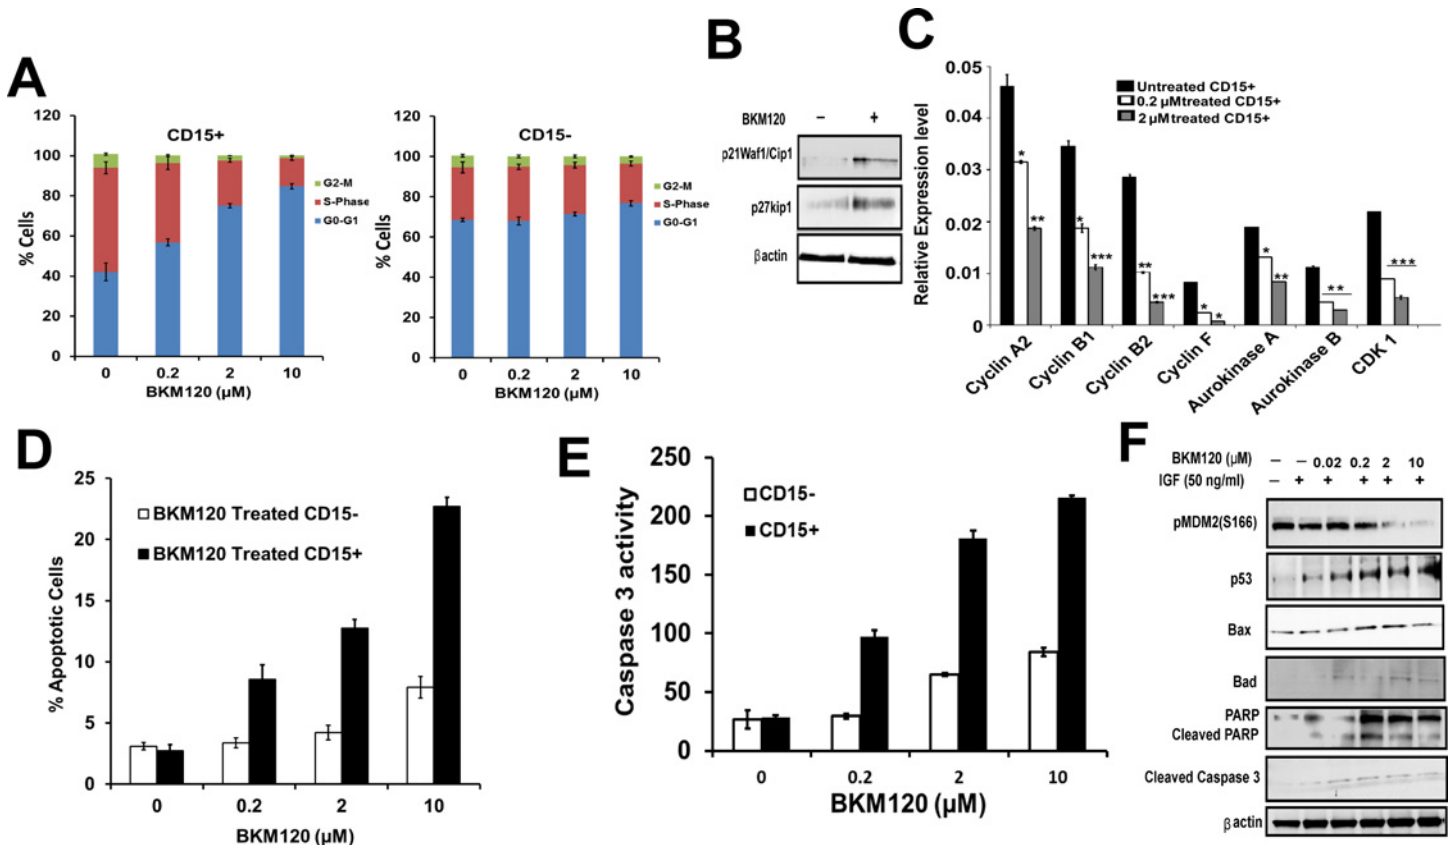 A
120
100
80
60
40
20
0
% Cells
CD15+
G2-M
S-Phase
G0-G1
0 0.2 2 10
BKM120 (µM)
120
100
80
60
40
20
0
% Cells
CD15-
G2-M
S-Phase
G0-G1
0 0.2 2 10
BKM120 (µM)
B
BKM120 – +
p21Waf1/Cip1
p27kip1
βactin
C
Relative Expression level
0.05
0.04
0.03
0.02
0.01
0
Untreated CD15+
0.2 µMtreated CD15+
2 µMtreated CD15+
* ** * *** ** *** * * * ** ** ***
Cyclin A2
Cyclin B1
Cyclin B2
Cyclin F
Aurokinase A
Aurokinase B
CDK 1
D
% Apoptotic Cells
25
20
15
10
5
0
BKM120 Treated CD15-
BKM120 Treated CD15+
0 0.2 2 10
BKM120 (µM)
E
Caspase 3 activity
250
200
150
100
50
0
CD15-
CD15+
0 0.2 2 10
BKM120 (µM)
F
BKM120 (µM) – – 0.02 0.2 2 10
IGF (50 ng/ml) – + + + + +
pMDM2(S166)
p53
Bax
Bad
PARP
Cleaved PARP
Cleaved Caspase 3
β actin